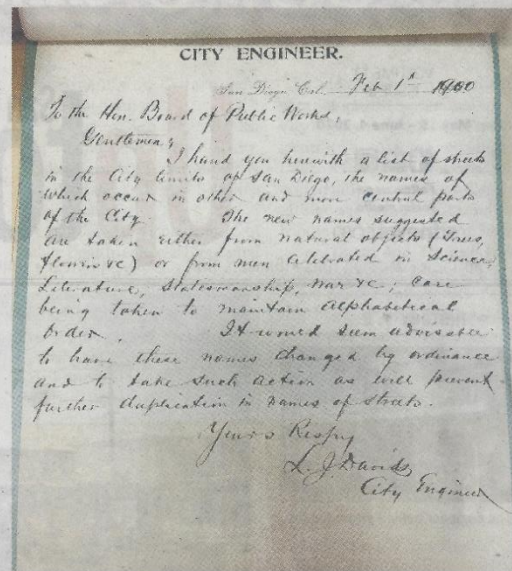 CITY ENGINEER.
San Diego, Cal. Feb 1st 1900
To the Hon. Board of Public Works,
Gentlemen;
I hand you herewith a list of streets
in the City limits of San Diego, the names of
which occur in other and more central parts
of the City. The new names suggested
are taken either from natural objects (Trees,
flowers &c) or from men celebrated in Science,
Literature, Statesmanship, war &c; care
being taken to maintain alphabetical
order. It would seem advisable
to have these names changed by ordinance
and to take such action as will prevent
further duplication in names of streets.
Yours Respy
L. J. Davids
City Engineer